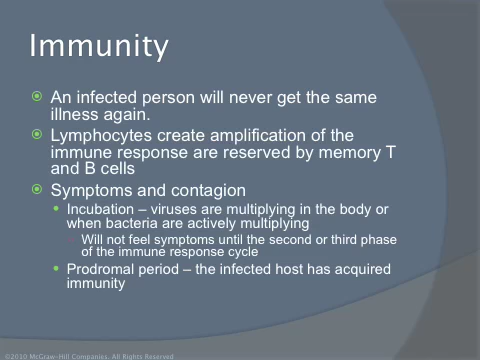 Immunity
An infected person will never get the same
illness again.
Lymphocytes create amplification of the
immune response are reserved by memory T
and B cells
Symptoms and contagion
Incubation – viruses are multiplying in the body or
when bacteria are actively multiplying
Will not feel symptoms until the second or third phase
of the immune response cycle
Prodromal period – the infected host has acquired
immunity
©2010 McGraw-Hill Companies. All Rights Reserved